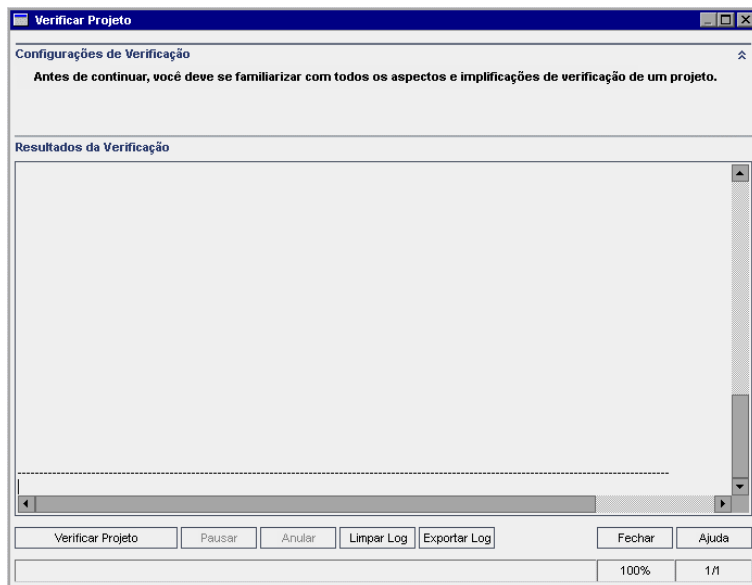 Verificar Projeto
Configurações de Verificação
Antes de continuar, você deve se familiarizar com todos os aspectos e implificações de verificação de um projeto.
Resultados da Verificação
Verificar Projeto Pausar Anular Limpar Log Exportar Log Fechar Ajuda
100% 1/1